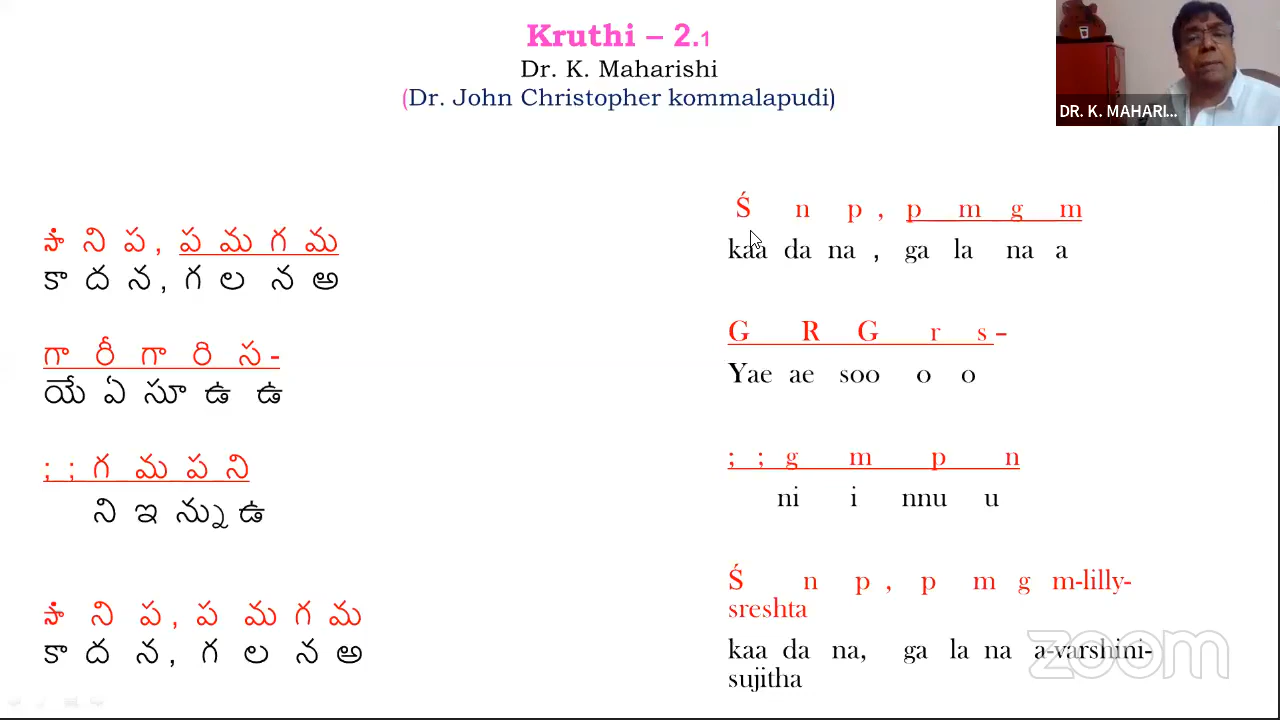 Kruthi – 2.1
Dr. K. Maharishi
(Dr. John Christopher kommalapudi)
DR. K. MAHARI...
సా ని ప , ప మ గ మ
కా ద న , గ ల న అ
గా రీ గా రి స -
యే ఏ సూ ఉ ఉ
; ; గ మ ప ని
ని ఇ న్ను ఉ
సా ని ప , ప మ గ మ
కా ద న , గ ల న అ
Ś n p , p m g m
kaa da na , ga la na a
G R G r s –
Yae ae soo o o
; ; g m p n
ni i nnu u
Ś n p , p m g m-lilly-
sreshta
kaa da na, ga la na a-varshini-
sujitha
zoom